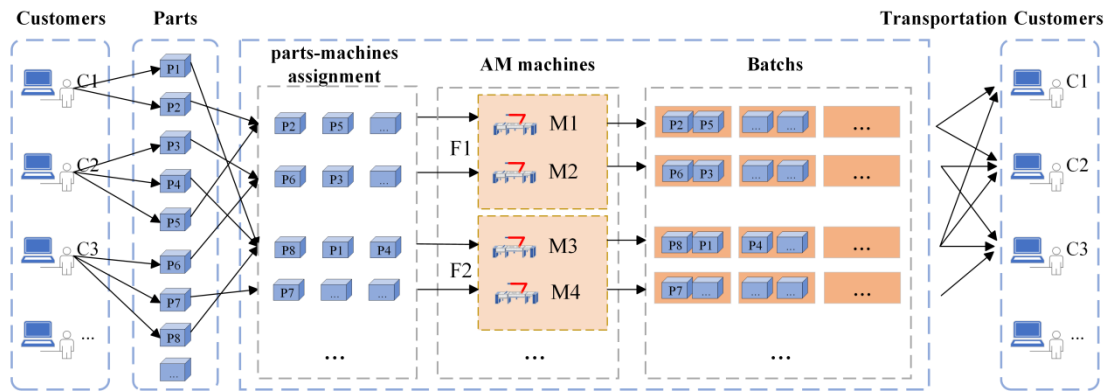 Customers
Parts
Transportation
Customers
parts-machines
assignment
AM machines
Batchs
C1
C2
C3
...
P1
P2
P3
P4
P5
P6
P7
P8
...
P2 P5 ...
P6 P3 ...
P8 P1 P4
P7 ... ...
...
F1
M1
M2
F2
M3
M4
...
P2 P5 ... ... ...
P6 P3 ... ... ...
P8 P1 P4 ... ...
P7 ... ... ... ...
...
C1
C2
C3
...